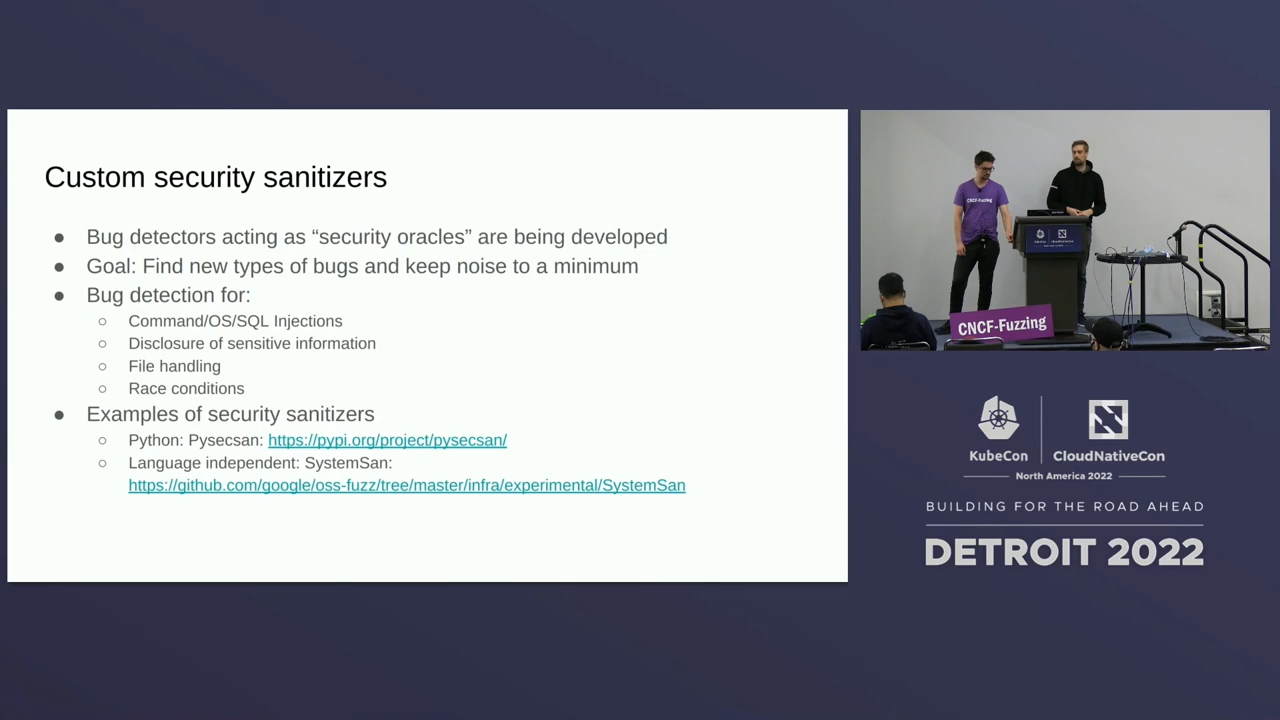 Custom security sanitizers
● Bug detectors acting as “security oracles” are being developed
● Goal: Find new types of bugs and keep noise to a minimum
● Bug detection for:
○ Command/OS/SQL Injections
○ Disclosure of sensitive information
○ File handling
○ Race conditions
● Examples of security sanitizers
○ Python: Pysecsan: https://pypi.org/project/pysecsan/
○ Language independent: SystemSan:
https://github.com/google/oss-fuzz/tree/master/infra/experimental/SystemSan
CNCF-Fuzzing
CNCF-Fuzzing
KubeCon
CloudNativeCon
North America 2022
BUILDING FOR THE ROAD AHEAD
DETROIT 2022